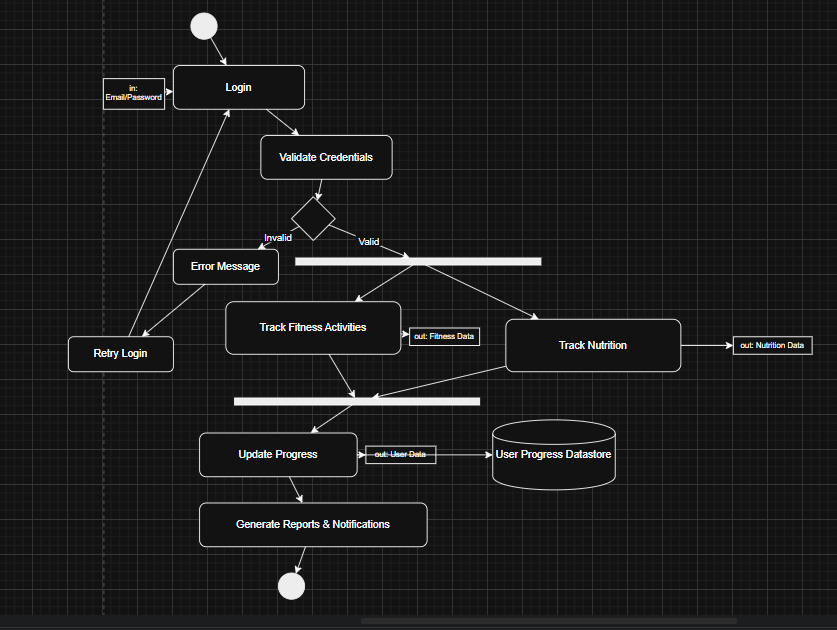 Login
in:
Email/Password
Validate Credentials
Invalid
Valid
Error Message
Track Fitness Activities
out: Fitness Data
Track Nutrition
out: Nutrition Data
Retry Login
Update Progress
out: User Data
User Progress Datastore
Generate Reports & Notifications